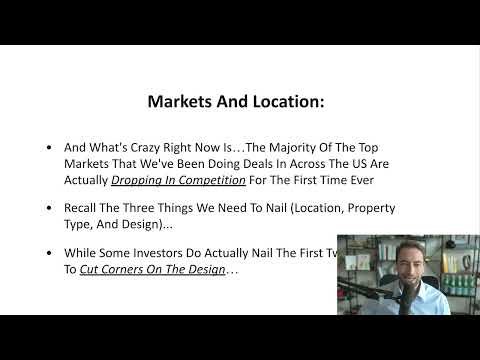 Markets And Location:
And What's Crazy Right Now Is…The Majority Of The Top
Markets That We've Been Doing Deals In Across The US Are
Actually Dropping In Competition For The First Time Ever
Recall The Three Things We Need To Nail (Location, Property
Type, And Design)...
While Some Investors Do Actually Nail The First
To Cut Corners On The Design…